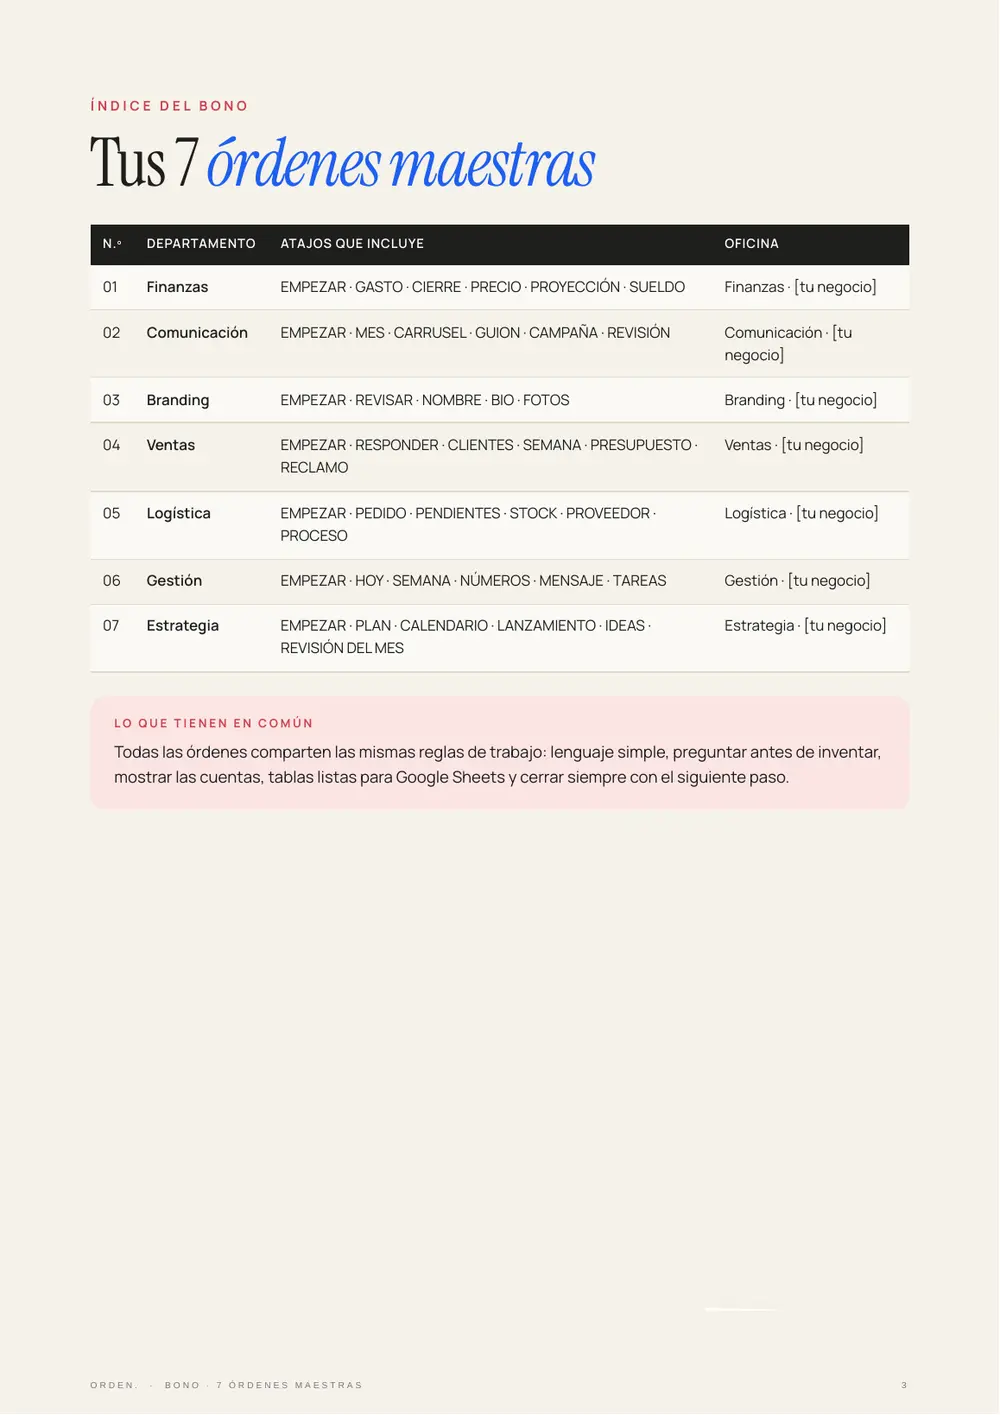 ÍNDICE DEL BONO
Tus 7 órdenes maestras
N.º DEPARTAMENTO ATAJOS QUE INCLUYE OFICINA
01 Finanzas EMPEZAR · GASTO · CIERRE · PRECIO · PROYECCIÓN · SUELDO Finanzas · [tu negocio]
02 Comunicación EMPEZAR · MES · CARRUSEL · GUION · CAMPAÑA · REVISIÓN Comunicación · [tu
negocio]
03 Branding EMPEZAR · REVISAR · NOMBRE · BIO · FOTOS Branding · [tu negocio]
04 Ventas EMPEZAR · RESPONDER · CLIENTES · SEMANA · PRESUPUESTO · Ventas · [tu negocio]
RECLAMO
05 Logística EMPEZAR · PEDIDO · PENDIENTES · STOCK · PROVEEDOR · Logística · [tu negocio]
PROCESO
06 Gestión EMPEZAR · HOY · SEMANA · NÚMEROS · MENSAJE · TAREAS Gestión · [tu negocio]
07 Estrategia EMPEZAR · PLAN · CALENDARIO · LANZAMIENTO · IDEAS · Estrategia · [tu negocio]
REVISIÓN DEL MES
LO QUE TIENEN EN COMÚN
Todas las órdenes comparten las mismas reglas de trabajo: lenguaje simple, preguntar antes de inventar,
mostrar las cuentas, tablas listas para Google Sheets y cerrar siempre con el siguiente paso.
ORDEN. · BONO · 7 ÓRDENES MAESTRAS 3